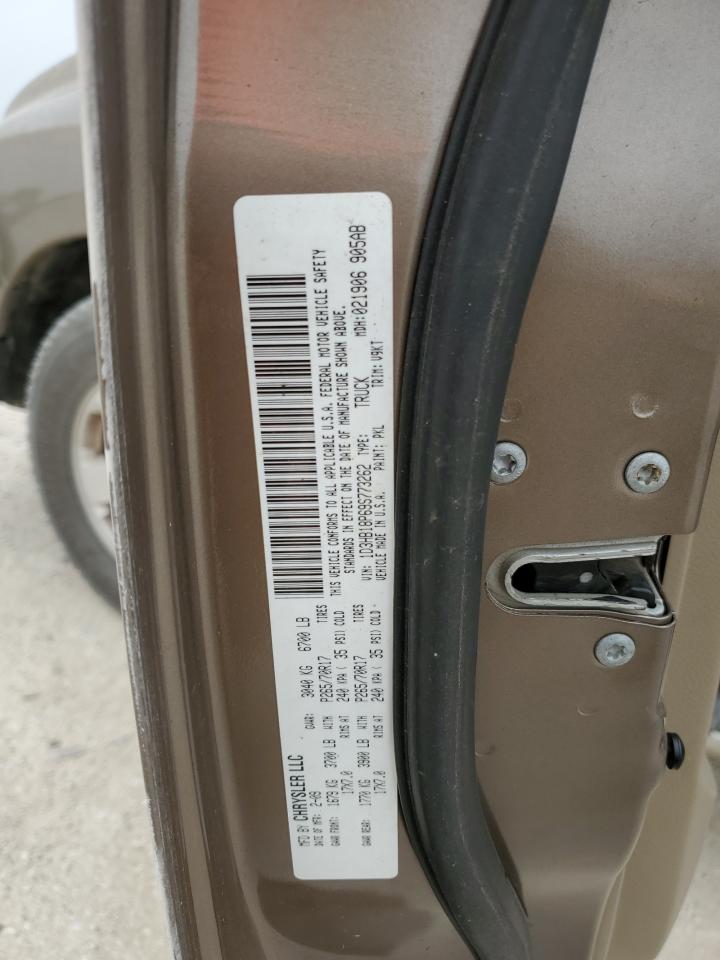 MFD BY CHRYSLER LLC
DATE OF MFR: 2-09 GVWR: 3040 KG 6700 LB
GAWR FRONT: 1679 KG 3700 LB WITH P265/70R17 TIRES
17X7.0 RIMS AT 240 KPA ( 35 PSI) COLD
GAWR REAR: 1770 KG 3900 LB WITH P265/70R17 TIRES
17X7.0 RIMS AT 240 KPA ( 35 PSI) COLD
THIS VEHICLE CONFORMS TO ALL APPLICABLE U.S.A. FEDERAL MOTOR VEHICLE SAFETY
STANDARDS IN EFFECT ON THE DATE OF MANUFACTURE SHOWN ABOVE.
VIN: 1D3HB18P69S773262 TYPE: TRUCK MDH:021906 905AB
VEHICLE MADE IN U.S.A. PAINT: PKL TRIM: V9KT